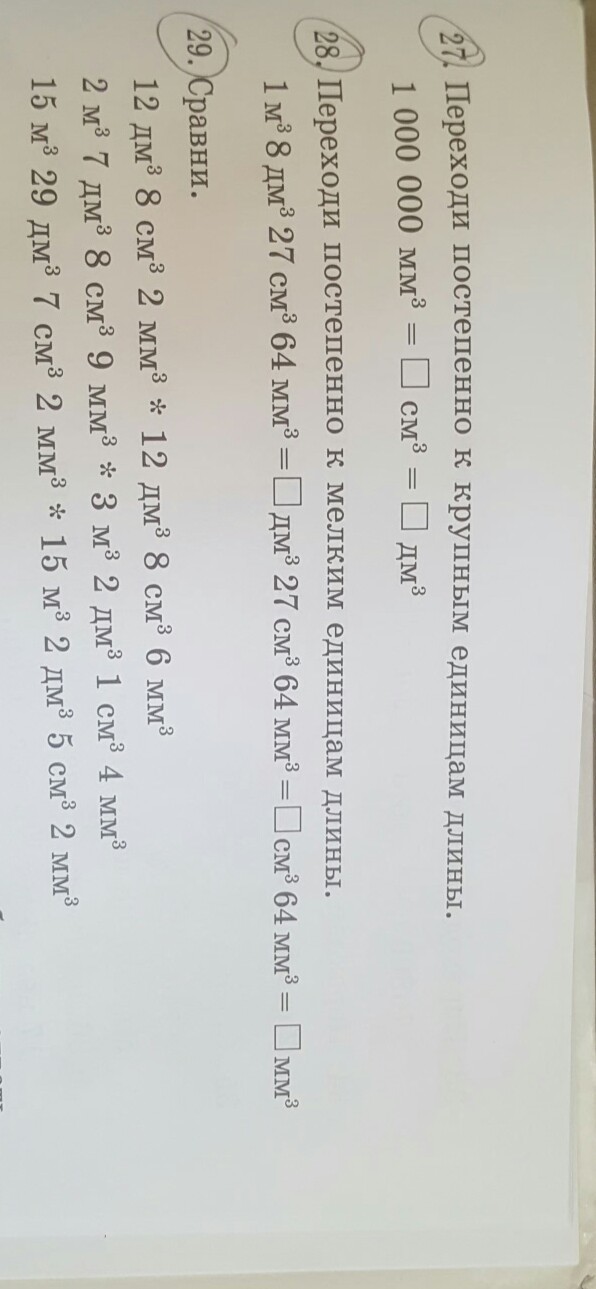 27. Переходи постепенно к крупным единицам длины.
1 000 000 мм³ = □ см³ = □ дм³
28. Переходи постепенно к мелким единицам длины.
1 м³ 8 дм³ 27 см³ 64 мм³ = □ дм³ 27 см³ 64 мм³ = □ см³ 64 мм³ = □ мм³
29. Сравни.
12 дм³ 8 см³ 2 мм³ * 12 дм³ 8 см³ 6 мм³
2 м³ 7 дм³ 8 см³ 9 мм³ * 3 м³ 2 дм³ 1 см³ 4 мм³
15 м³ 29 дм³ 7 см³ 2 мм³ * 15 м³ 2 дм³ 5 см³ 2 мм³